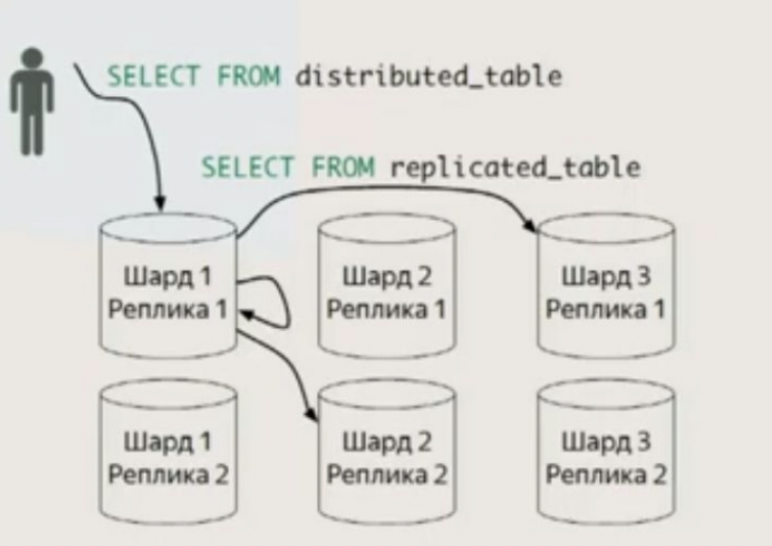 SELECT FROM distributed_table
SELECT FROM replicated_table
Шард 1
Реплика 1
Шард 2
Реплика 1
Шард 3
Реплика 1
Шард 1
Реплика 2
Шард 2
Реплика 2
Шард 3
Реплика 2